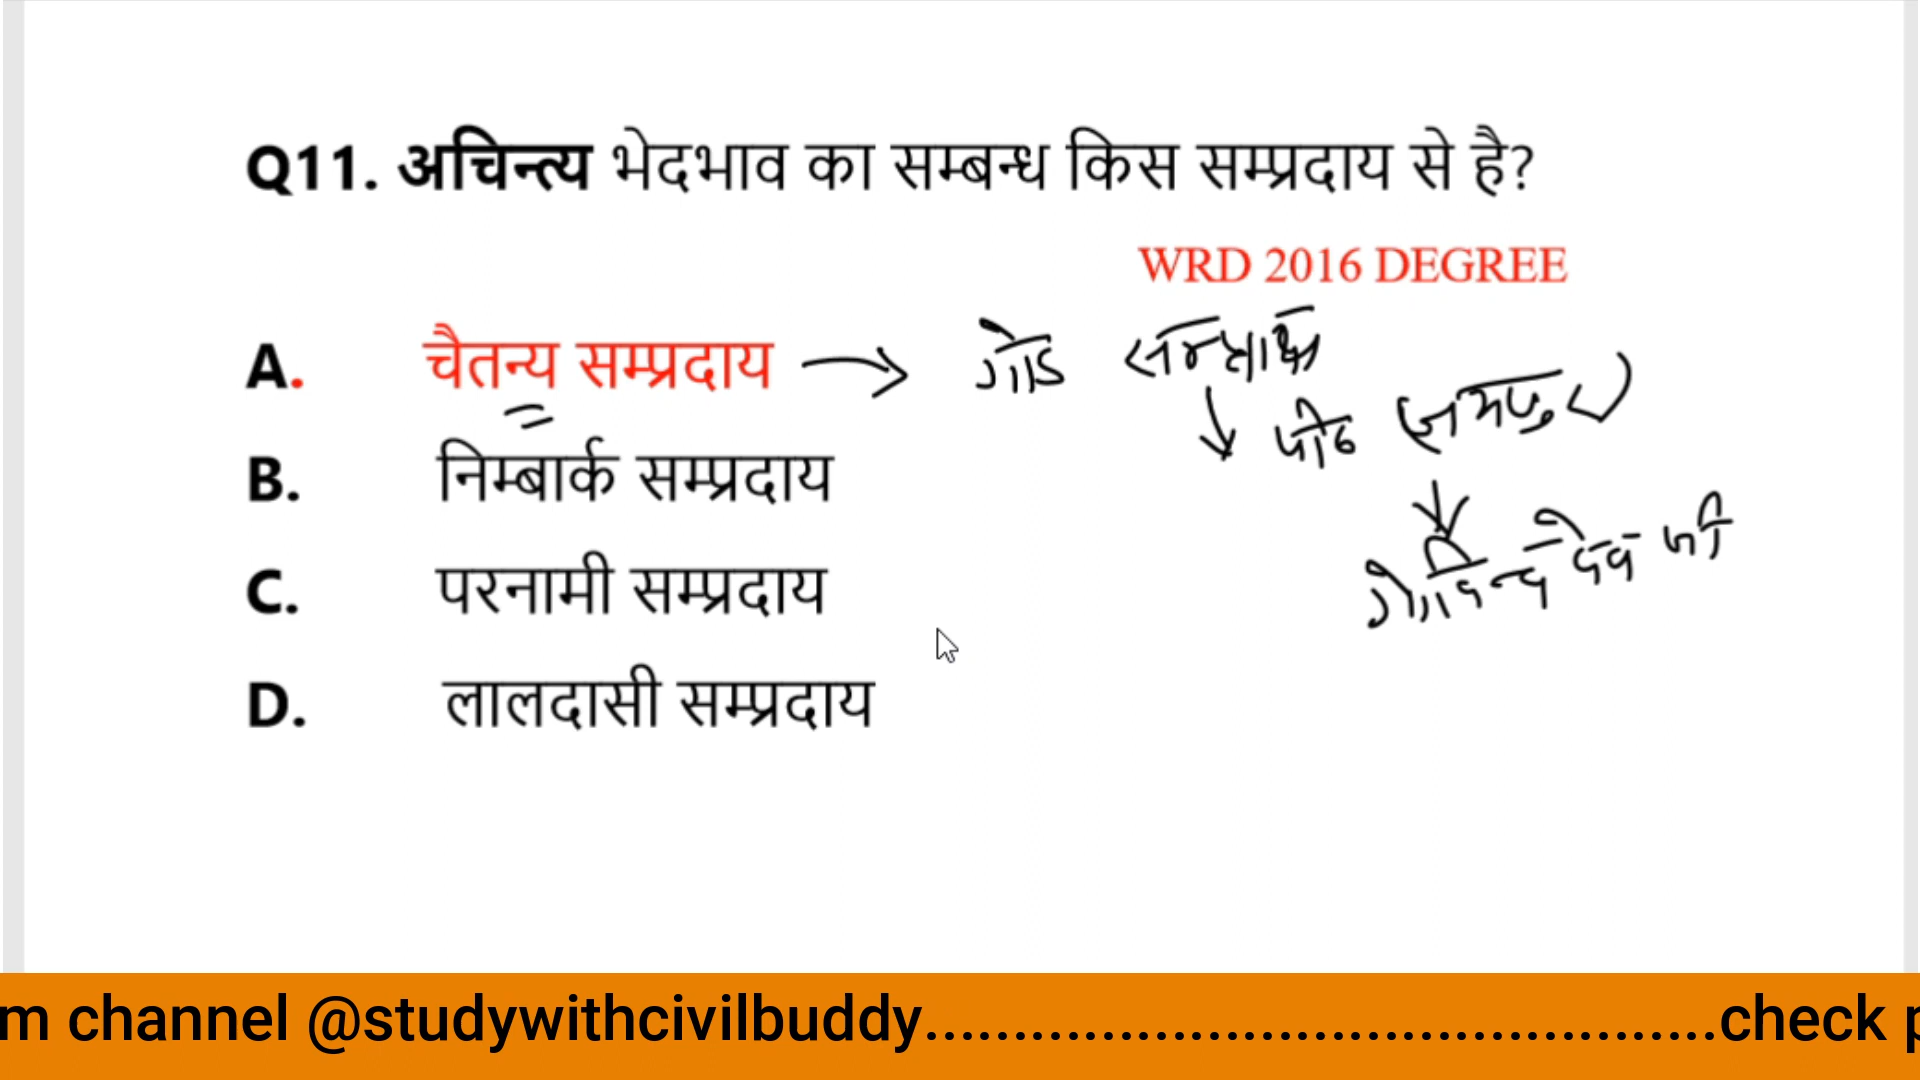 Q11. अचिन्त्य भेदभाव का सम्बन्ध किस सम्प्रदाय से है?
WRD 2016 DEGREE
A. चैतन्य सम्प्रदाय → गौड
पीठ जयपुर
B. निम्बार्क सम्प्रदाय
गोविन्द देव जी
C. परनामी सम्प्रदाय
D. लालदासी सम्प्रदाय
m channel @studywithcivilbuddy............................................check p